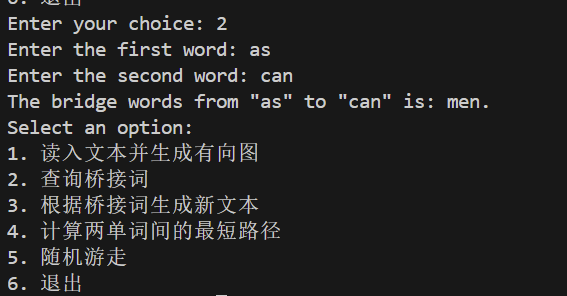 6. 退出
Enter your choice: 2
Enter the first word: as
Enter the second word: can
The bridge words from "as" to "can" is: men.
Select an option:
1. 读入文本并生成有向图
2. 查询桥接词
3. 根据桥接词生成新文本
4. 计算两单词间的最短路径
5. 随机游走
6. 退出